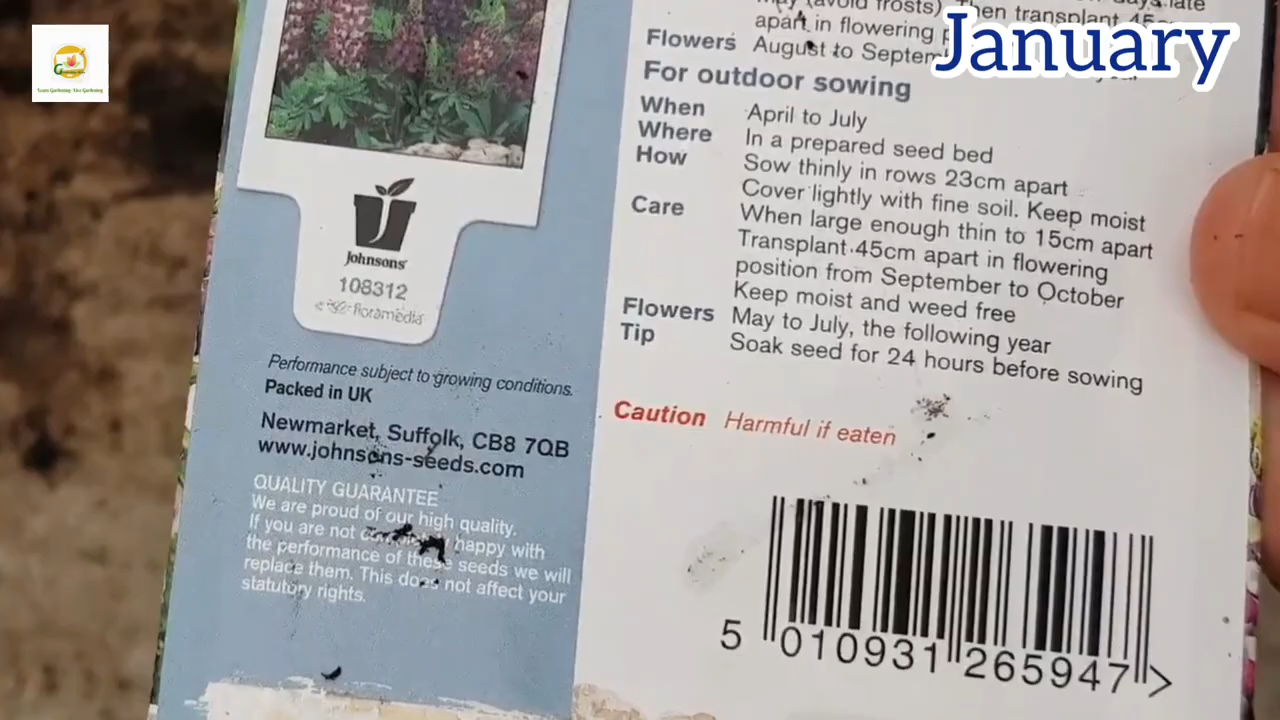 January
May (avoid frosts) Then transplant 45cm
apart in flowering
Flowers August to
For outdoor sowing
When April to July
Where In a prepared seed bed
How Sow thinly in rows 23cm apart
Cover lightly with fine soil. Keep moist
Care When large enough thin to 15cm apart
Transplant 45cm apart in flowering
position from September to October
Keep moist and weed free
Flowers May to July, the following year
Tip Soak seed for 24 hours before sowing
Caution Harmful if eaten
5 010931 265947 >
Johnsons
108312
floramedia
Performance subject to growing conditions.
Packed in UK
Newmarket, Suffolk, CB8 7QB
www.johnsons-seeds.com
QUALITY GUARANTEE
We are proud of our high quality.
If you are not happy with
the performance of these seeds we will
replace them. This does not affect your
statutory rights.